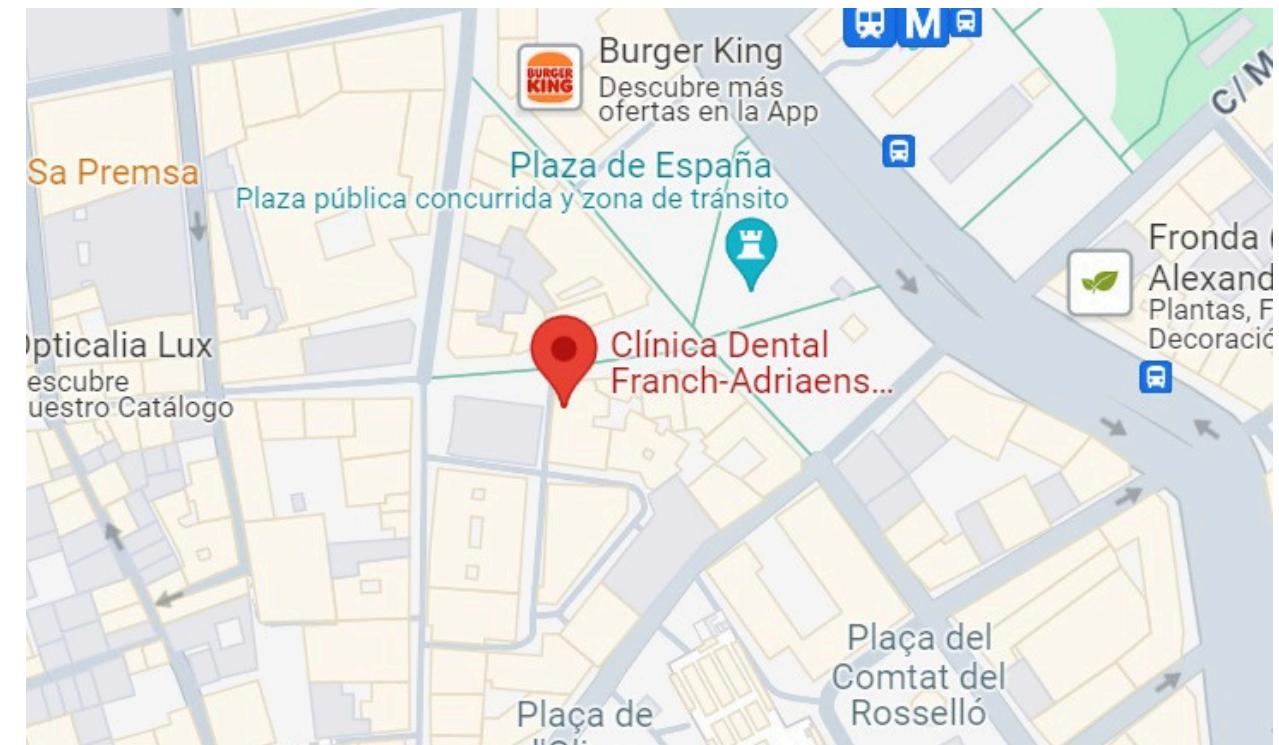 M
Burger King
Descubre más
ofertas en la App
BURGER
KING
C/ M
Sa Premsa
Plaza de España
Plaza pública concurrida y zona de tránsito
Fronda (
Alexand
Plantas, F
Decoració
Opticalia Lux
escubre
uestro Catálogo
Clínica Dental
Franch-Adriaens...
Plaça del
Comtat del
Rosselló
Plaça de
l'Oli